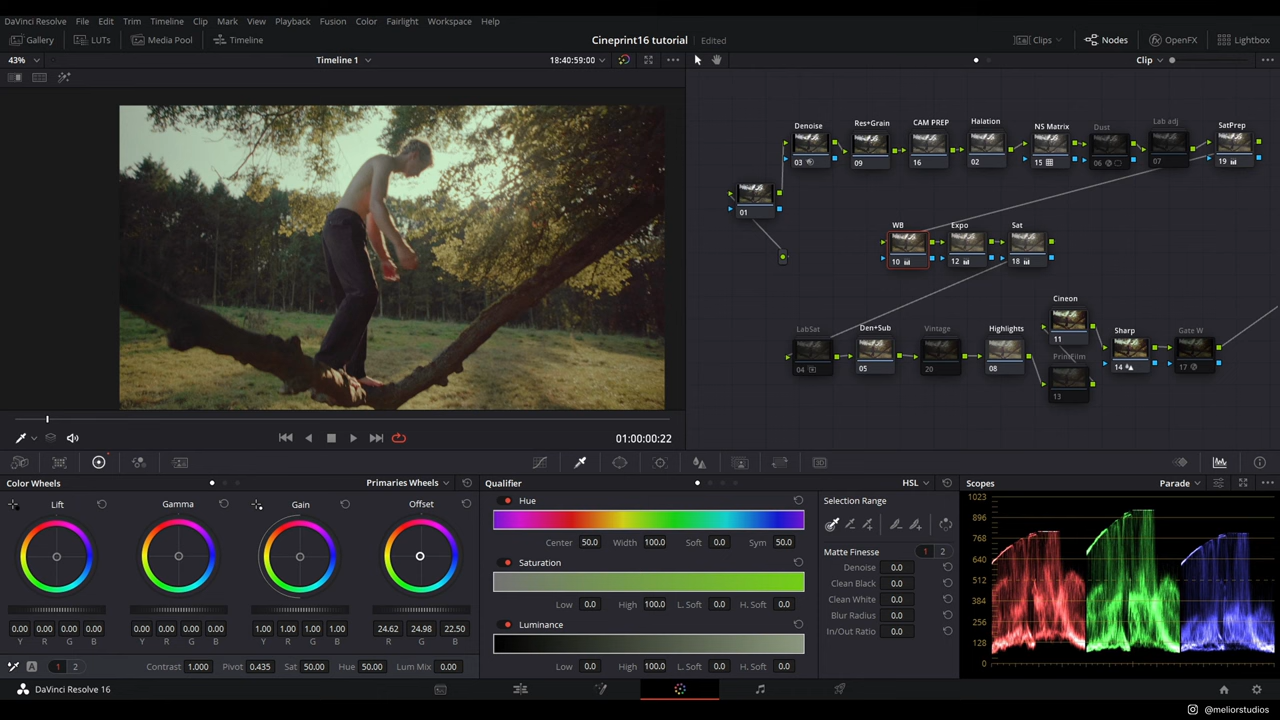 DaVinci Resolve File Edit Trim Timeline Clip Mark View Playback Fusion Color Fairlight Workspace Help
Gallery LUTs Media Pool Timeline Cineprint16 tutorial Edited Clips Nodes OpenFX Lightbox
43% Timeline 1 18:40:59:00 Clip
Denoise Res+Grain CAM PREP Halation N5 Matrix Dust Lab adj SatPrep
03 09 16 02 15 06 07 19
01
WB Expo Sat
10 12 18
Cineon
11
LabSat Den+Sub Vintage Highlights Sharp Gate W
PrimFilm
04 05 20 08 14 17
13
01:00:00:22
Color Wheels Primaries Wheels Qualifier HSL Scopes Parade
Lift Gamma Gain Offset
0.00 0.00 0.00 0.00 0.00 0.00 0.00 0.00 1.00 1.00 1.00 1.00 24.62 24.98 22.50
Y R G B Y R G B Y R G B R G B
A 1 2 Contrast 1.000 Pivot 0.435 Sat 50.00 Hue 50.00 Lum Mix 0.00
Hue
Center 50.0 Width 100.0 Soft 0.0 Sym 50.0
Saturation
Low 0.0 High 100.0 L. Soft 0.0 H. Soft 0.0
Luminance
Low 0.0 High 100.0 L. Soft 0.0 H. Soft 0.0
Selection Range
Matte Finesse 1 2
Denoise 0.0
Clean Black 0.0
Clean White 0.0
Blur Radius 0.0
In/Out Ratio 0.0
1023
896
768
640
512
384
256
128
0
DaVinci Resolve 16
@meliorstudios